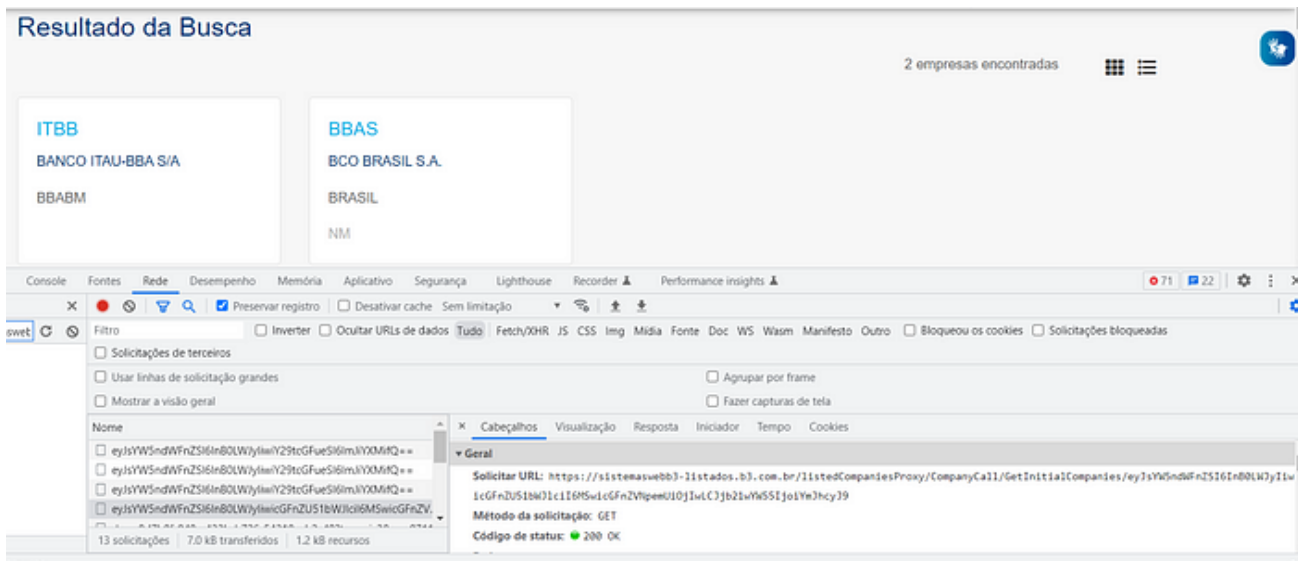 Resultado da Busca
2 empresas encontradas
ITBB
BANCO ITAU-BBA S/A
BBABM
BBAS
BCO BRASIL S.A.
BRASIL
NM
Console Fontes Rede Desempenho Memória Aplicativo Segurança Lighthouse Recorder Performance insights 71 22
Preservar registro Desativar cache Sem limitação
swet Filtro Inverter Ocultar URLs de dados Tudo Fetch/XHR JS CSS Img Mídia Fonte Doc WS Wasm Manifesto Outro Bloqueou os cookies Solicitações bloqueadas
Solicitações de terceiros
Usar linhas de solicitação grandes Agrupar por frame
Mostrar a visão geral Fazer capturas de tela
Nome
Cabeçalhos Visualização Resposta Iniciador Tempo Cookies
Geral
Solicitar URL: https://sistemaswebb3-listados.b3.com.br/listedCompaniesProxy/CompanyCall/GetInitialCompanies/
Método da solicitação: GET
Código de status: 200 OK
13 solicitações 7.0 kB transferidos 1.2 kB recursos